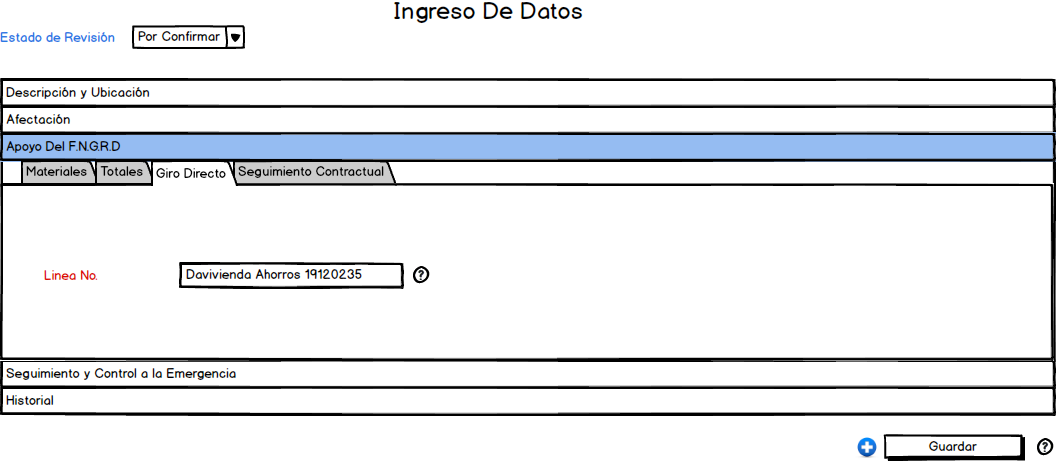 Ingreso De Datos
Estado de Revisión Por Confirmar
Descripción y Ubicación
Afectación
Apoyo Del F.N.G.R.D
Materiales Totales Giro Directo Seguimiento Contractual
Linea No. Davivienda Ahorros 19120235 ?
Seguimiento y Control a la Emergencia
Historial
Guardar ?